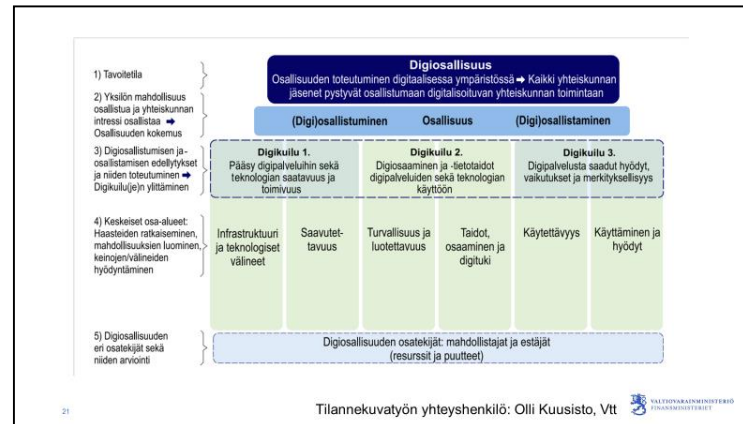 Digiosallisuus
Osallisuuden toteutuminen digitaalisessa ympäristössä ➡ Kaikki yhteiskunnan
jäsenet pystyvät osallistumaan digitalisoituvan yhteiskunnan toimintaan
1) Tavoitetila
2) Yksilön mahdollisuus
osallistua ja yhteiskunnan
intressi osallistaa ➡
Osallisuuden kokemus
(Digi)osallistuminen Osallisuus (Digi)osallistaminen
3) Digiosallistumisen ja-
osallistamisen edellytykset
ja niiden toteutuminen ➡
Digikuilu(je)n ylittäminen
Digikuilu 1.
Pääsy digipalveluihin sekä
teknologian saatavuus ja
toimivuus
Digikuilu 2.
Digiosaaminen ja -tietotaidot
digipalveluiden sekä teknologian
käyttöön
Digikuilu 3.
Digipalvelusta saadut hyödyt,
vaikutukset ja merkityksellisyys
4) Keskeiset osa-alueet:
Haasteiden ratkaiseminen,
mahdollisuuksien luominen,
keinojen/välineiden
hyödyntäminen
Infrastruktuuri
ja teknologiset
välineet
Saavutet-
tavuus
Turvallisuus ja
luotettavuus
Taidot,
osaaminen ja
digituki
Käytettävyys
Käyttäminen ja
hyödyt
5) Digiosallisuuden
eri osatekijät sekä
niiden arviointi
Digiosallisuuden osatekijät: mahdollistajat ja estäjät
(resurssit ja puutteet)
21
Tilannekuvatyön yhteyshenkilö: Olli Kuusisto, Vtt
VALTIOVARAINMINISTERIÖ
FINANSMINISTERIET